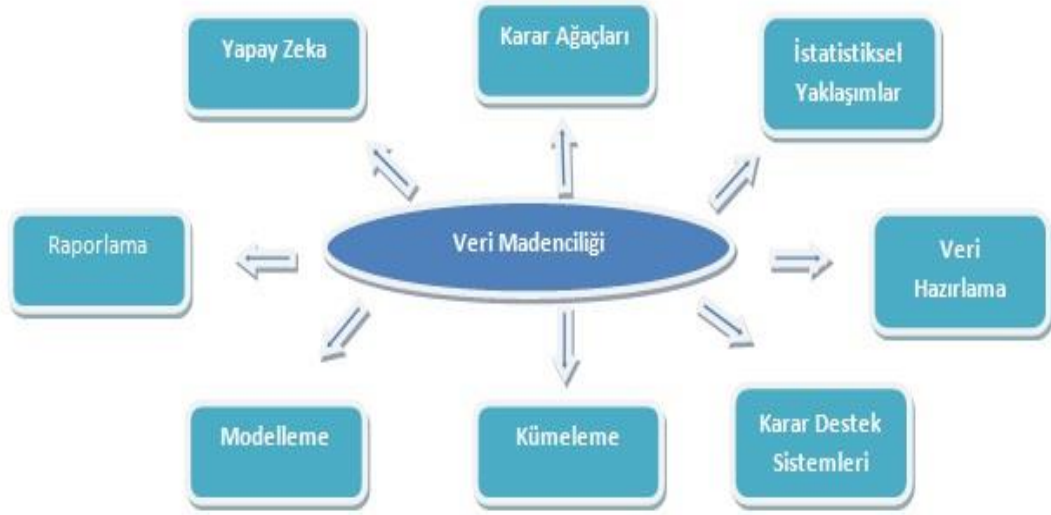 Yapay Zeka
Karar Ağaçları
İstatistiksel
Yaklaşımlar
Raporlama
Veri Madenciliği
Veri
Hazırlama
Modelleme
Kümeleme
Karar Destek
Sistemleri